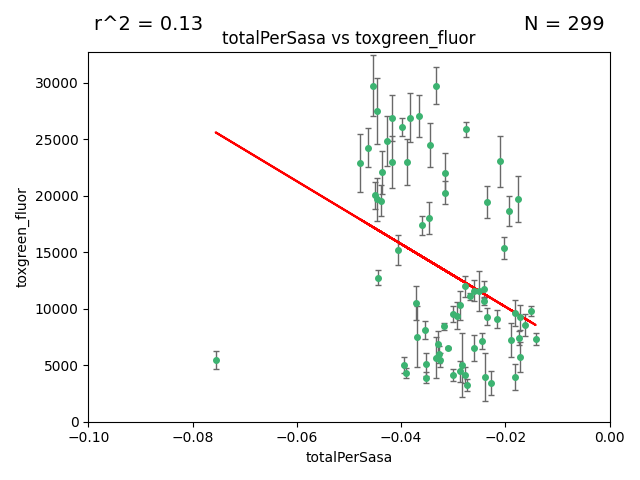 r^2 = 0.13 N = 299
totalPerSasa vs toxgreen_fluor
30000
25000
20000
15000
10000
5000
0
toxgreen_fluor
−0.10 −0.08 −0.06 −0.04 −0.02 0.00
totalPerSasa